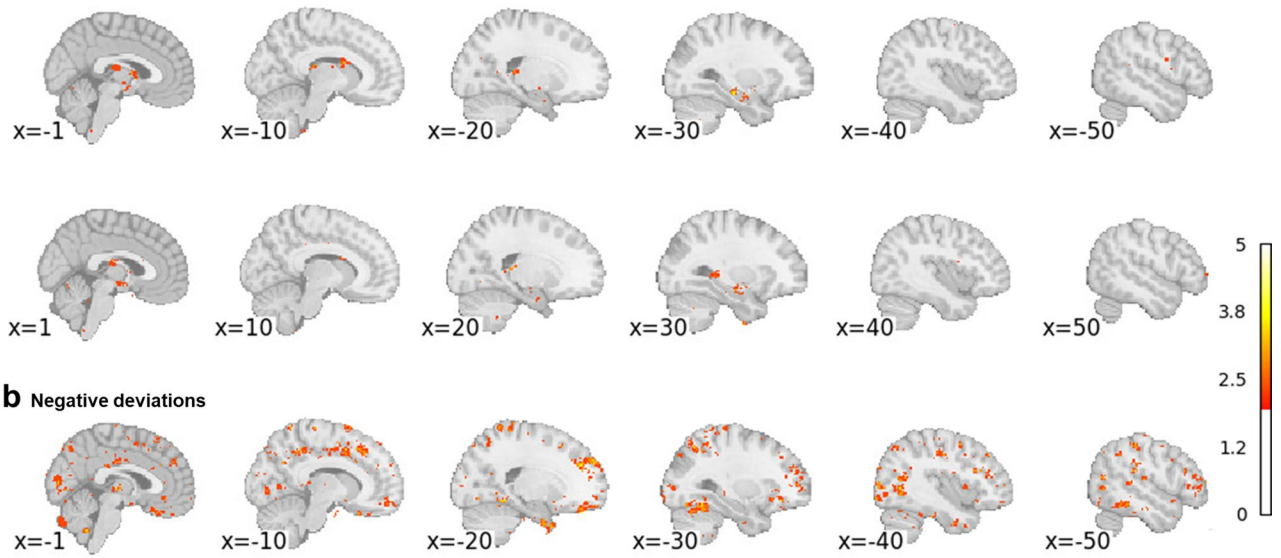 x=-1 x=-10 x=-20 x=-30 x=-40 x=-50
x=1 x=10 x=20 x=30 x=40 x=50
5
3.8
2.5
1.2
0
b Negative deviations
x=-1 x=-10 x=-20 x=-30 x=-40 x=-50